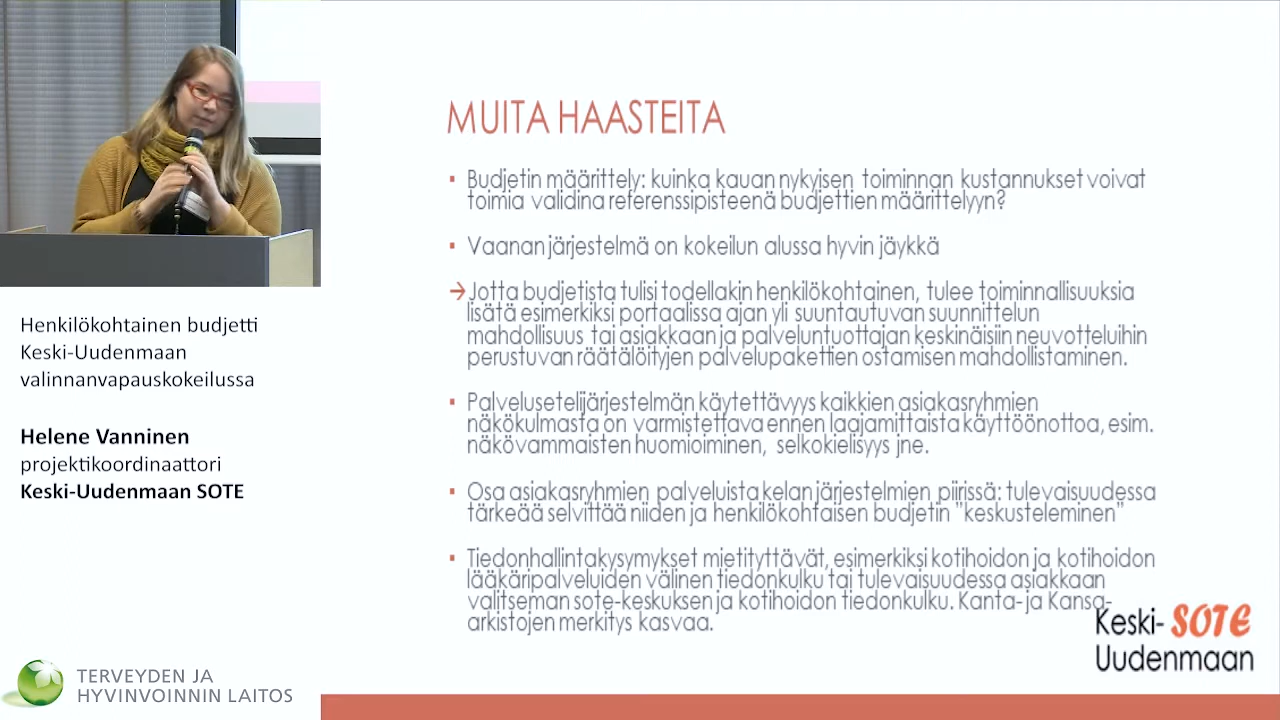 Henkilökohtainen budjetti
Keski-Uudenmaan
valinnanvapauskokeilussa
Helene Vanninen
projektikoordinaattori
Keski-Uudenmaan SOTE
TERVEYDEN JA
HYVINVOINNIN LAITOS
MUITA HAASTEITA
▪ Budjetin määrittely: kuinka kauan nykyisen toiminnan kustannukset voivat
toimia validina referenssipisteenä budjettien määrittelyyn?
▪ Vaanan järjestelmä on kokeilun alussa hyvin jäykkä
→Jotta budjetista tulisi todellakin henkilökohtainen, tulee toiminnallisuuksia
lisätä esimerkiksi portaalissa ajan yli suuntautuvan suunnittelun
mahdollisuus tai asiakkaan ja palveluntuottajan keskinäisiin neuvotteluihin
perustuvan räätälöityjen palvelupakettien ostamisen mahdollistaminen.
▪ Palvelusetelijärjestelmän käytettävyys kaikkien asiakasryhmien
näkökulmasta on varmistettava ennen laajamittaista käyttöönottoa, esim.
näkövammaisten huomioiminen, selkokielisyys jne.
▪ Osa asiakasryhmien palveluista kelan järjestelmien piirissä: tulevaisuudessa
tärkeää selvittää niiden ja henkilökohtaisen budjetin "keskusteleminen"
▪ Tiedonhallintakysymykset mietityttävät, esimerkiksi kotihoidon ja kotihoidon
lääkäripalveluiden välinen tiedonkulku tai tulevaisuudessa asiakkaan
valitseman sote-keskuksen ja kotihoidon tiedonkulku. Kanta- ja Kansa-
arkistojen merkitys kasvaa.
Keski- SOTE
Uudenmaan